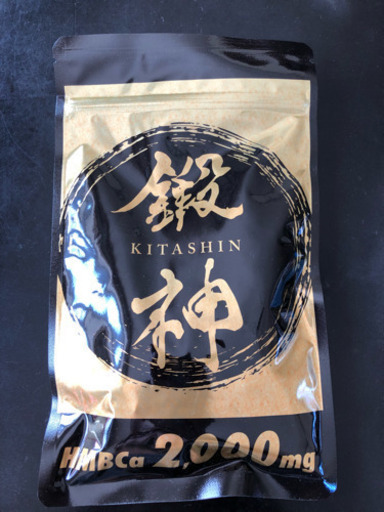 鍛
KITASHIN
神
HMBCa 2,000mg